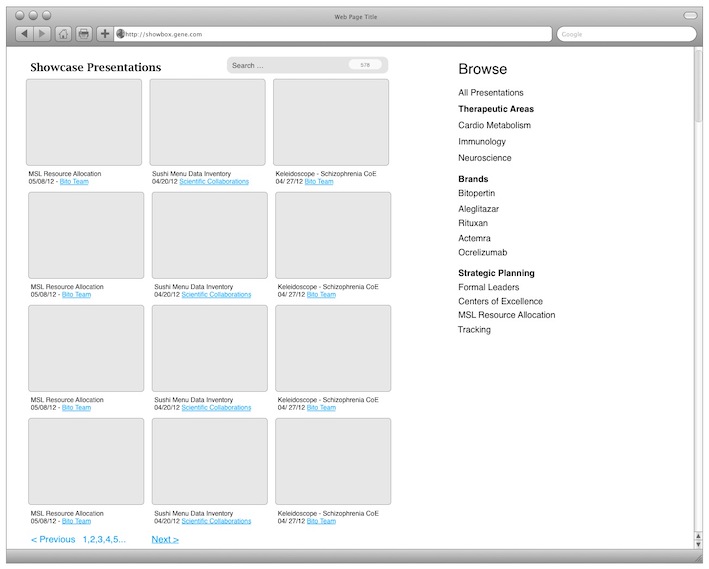 Web Page Title
http://showbox.gene.com
Google
Showcase Presentations
Search ...
578
MSL Resource Allocation
05/08/12 - Bito Team
Sushi Menu Data Inventory
04/20/12 Scientific Collaborations
Keleidoscope - Schizophrenia CoE
04/ 27/12 Bito Team
MSL Resource Allocation
05/08/12 - Bito Team
Sushi Menu Data Inventory
04/20/12 Scientific Collaborations
Keleidoscope - Schizophrenia CoE
04/ 27/12 Bito Team
MSL Resource Allocation
05/08/12 - Bito Team
Sushi Menu Data Inventory
04/20/12 Scientific Collaborations
Keleidoscope - Schizophrenia CoE
04/ 27/12 Bito Team
MSL Resource Allocation
05/08/12 - Bito Team
Sushi Menu Data Inventory
04/20/12 Scientific Collaborations
Keleidoscope - Schizophrenia CoE
04/ 27/12 Bito Team
< Previous 1,2,3,4,5... Next >
Browse
All Presentations
Therapeutic Areas
Cardio Metabolism
Immunology
Neuroscience
Brands
Bitopertin
Aleglitazar
Rituxan
Actemra
Ocrelizumab
Strategic Planning
Formal Leaders
Centers of Excellence
MSL Resource Allocation
Tracking